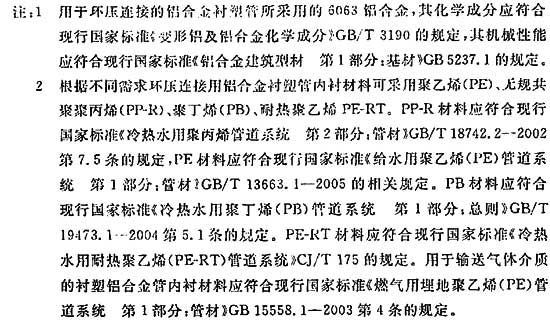 注:1 用于环压连接的铝合金衬塑管所采用的 6063 铝合金,其化学成分应符合
现行国家标准《变形铝及铝合金化学成分》GB/T 3190 的规定,其机械性能
应符合现行国家标准《铝合金建筑型材 第1部分:基材》GB 5237.1 的规定。
2 根据不同需求环压连接用铝合金衬塑管内衬材料可采用聚乙烯(PE)、无规共
聚聚丙烯(PP-R)、聚丁烯(PB)、耐热聚乙烯 PE-RT。PP-R 材料应符合现行
国家标准《冷热水用聚丙烯管道系统 第2部分:管材》GB/T 18742.2--2002
第 7.5 条的规定,PE 材料应符合现行国家标准《给水用聚乙烯(PE)管道系
统 第1部分:管材》GB/T 13663.1—2005 的相关规定。PB 材料应符合
现行国家标准《冷热水用聚丁烯(PB)管道系统 第1部分:总则》GB/T
19473.1—2004 第 5.1 条的规定。PE-RT 材料应符合现行国家标准《冷热
水用耐热聚乙烯(PE-RT)管道系统》CJ/T 175 的规定。用于输送气体介质
的衬塑铝合金管内衬材料应符合现行国家标准《燃气用埋地聚乙烯(PE)管
道系统 第1部分:管材》GB 15558.1—2003 第 4 条的规定。